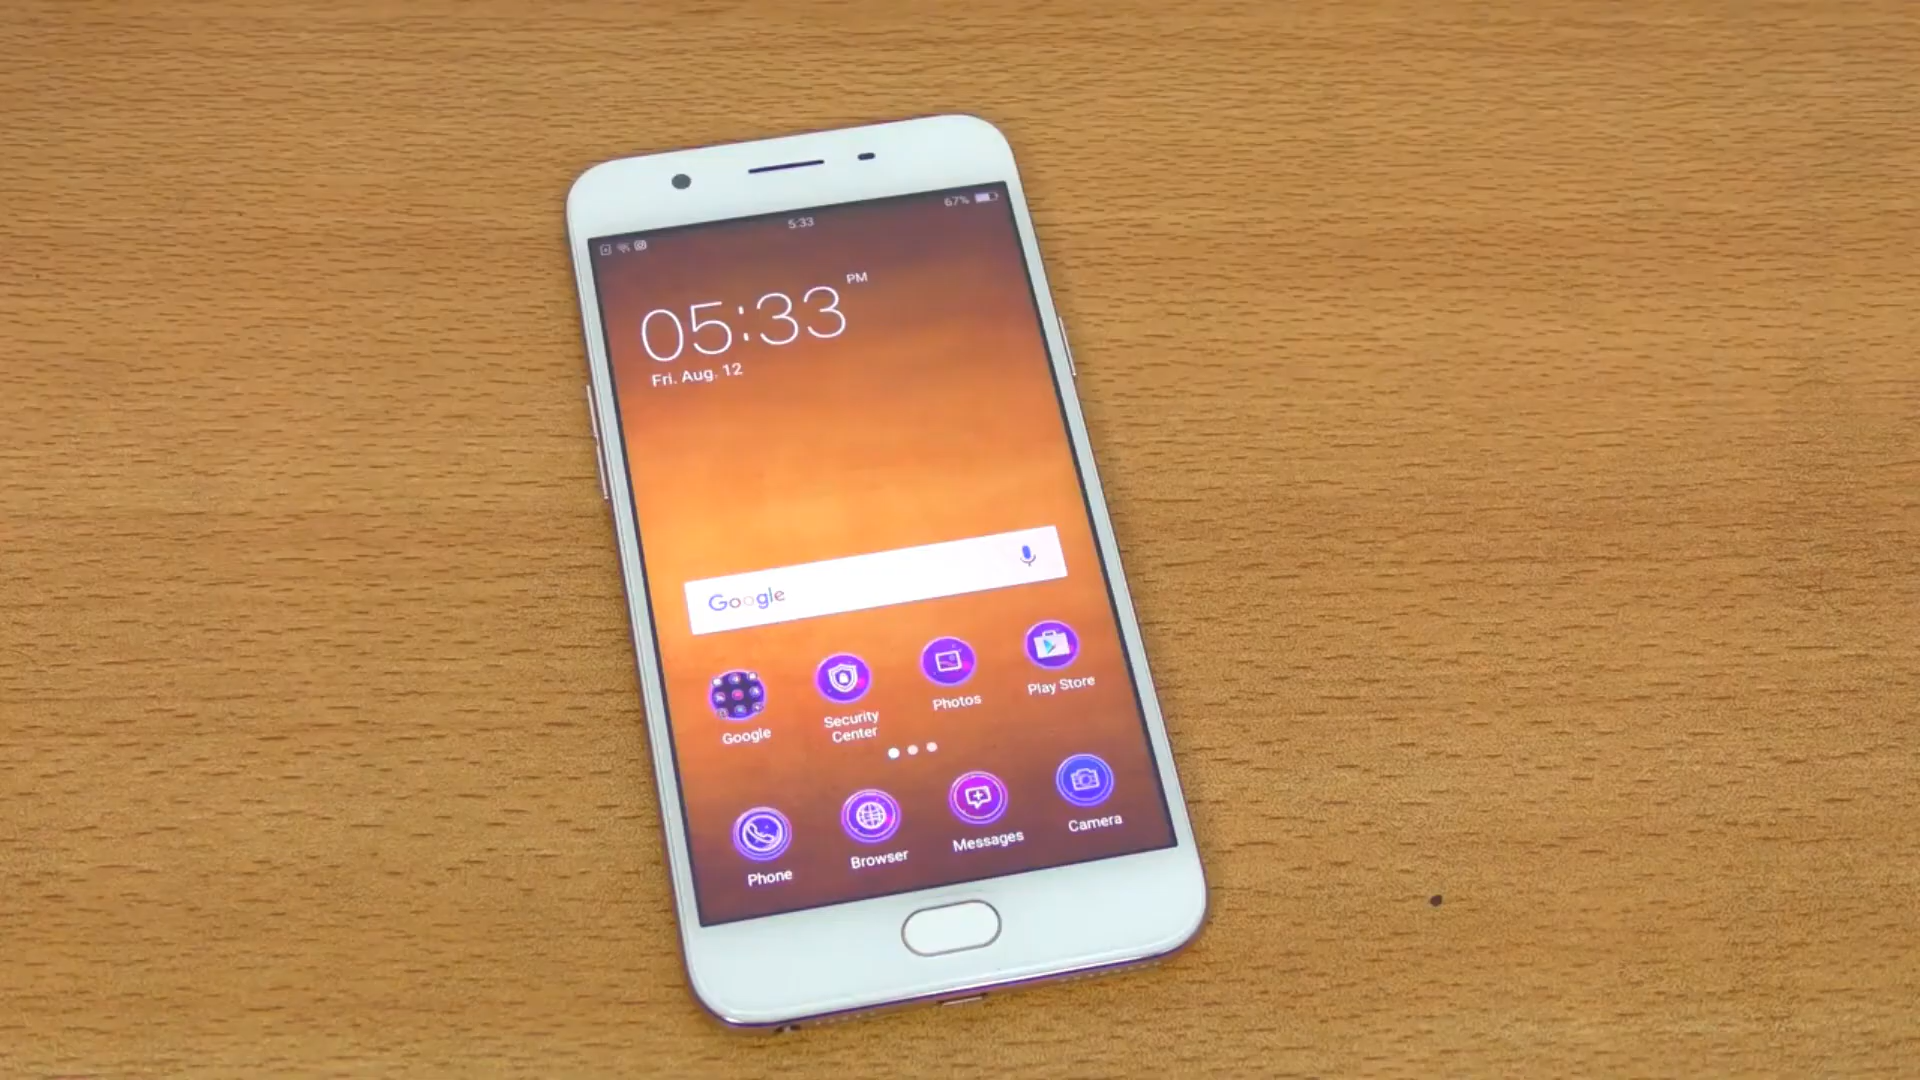 5:33
67%
05:33 PM
Fri. Aug. 12
Google
Google
Security Center
Photos
Play Store
Phone
Browser
Messages
Camera